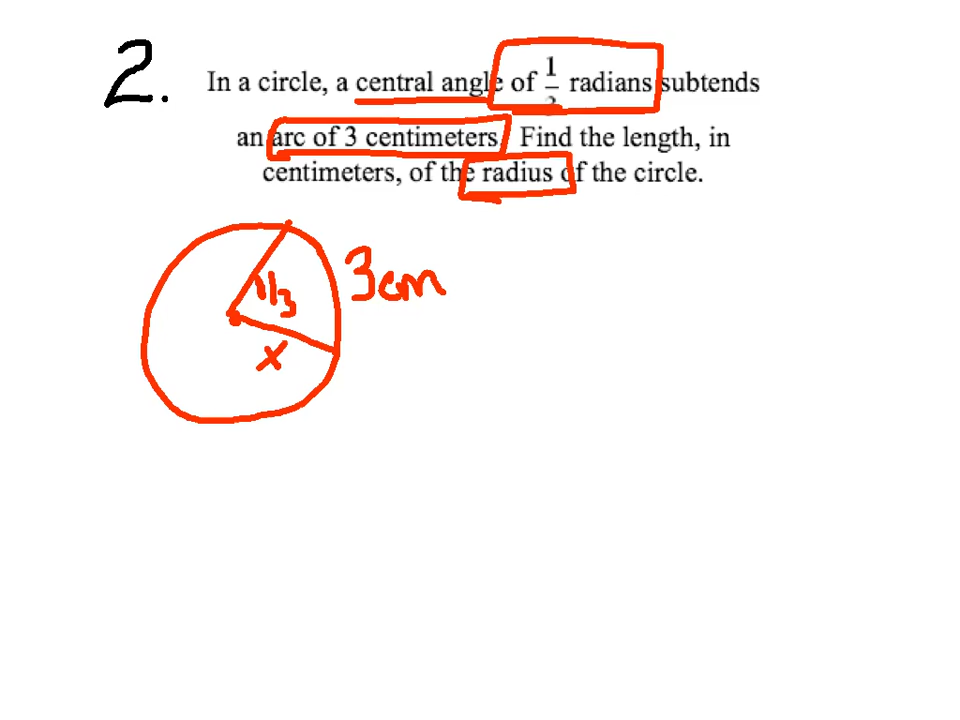 2.
In a circle, a central angle of 1/3 radians subtends
an arc of 3 centimeters. Find the length, in
centimeters, of the radius of the circle.
1/3
3cm
x